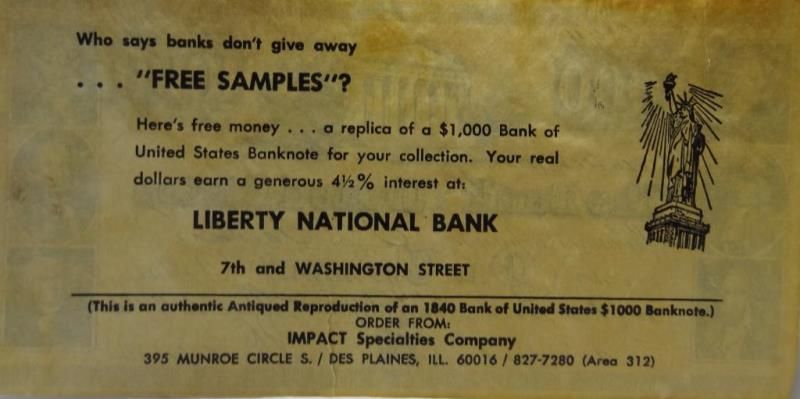 Who says banks don't give away
. . . "FREE SAMPLES"?
Here's free money . . . a replica of a $1,000 Bank of
United States Banknote for your collection. Your real
dollars earn a generous 4½% interest at:
LIBERTY NATIONAL BANK
7th and WASHINGTON STREET
(This is an authentic Antiqued Reproduction of an 1840 Bank of United States $1000 Banknote.)
ORDER FROM:
IMPACT Specialties Company
395 MUNROE CIRCLE S. / DES PLAINES, ILL. 60016 / 827-7280 (Area 312)